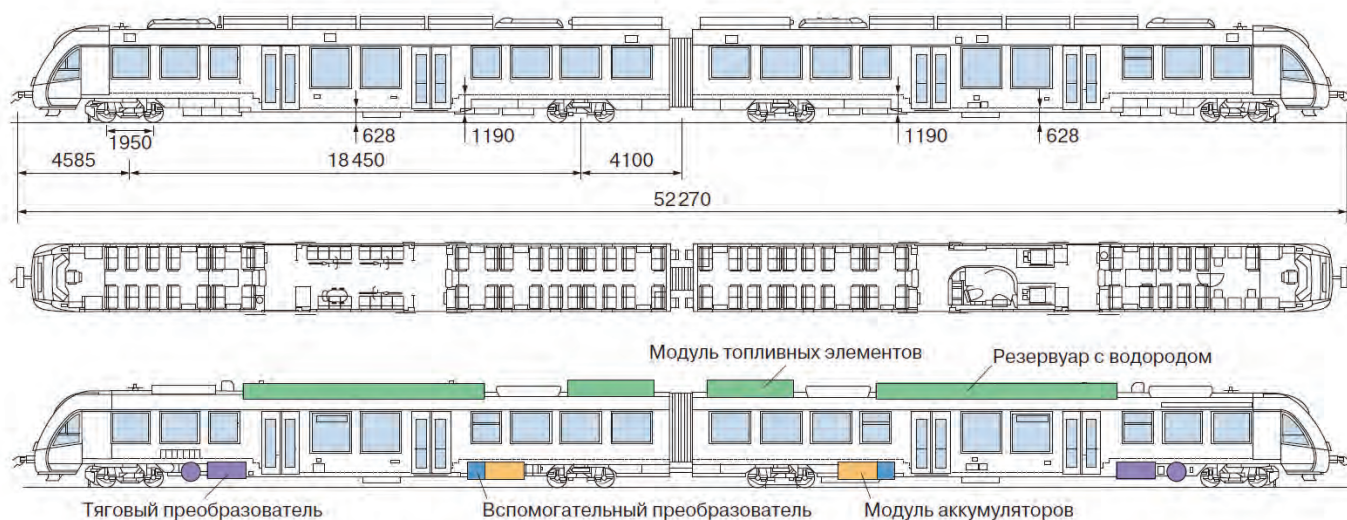 1950
628
1190
1190
628
4585
18 450
4100
52 270
Модуль топливных элементов
Резервуар с водородом
Тяговый преобразователь
Вспомогательный преобразователь
Модуль аккумуляторов